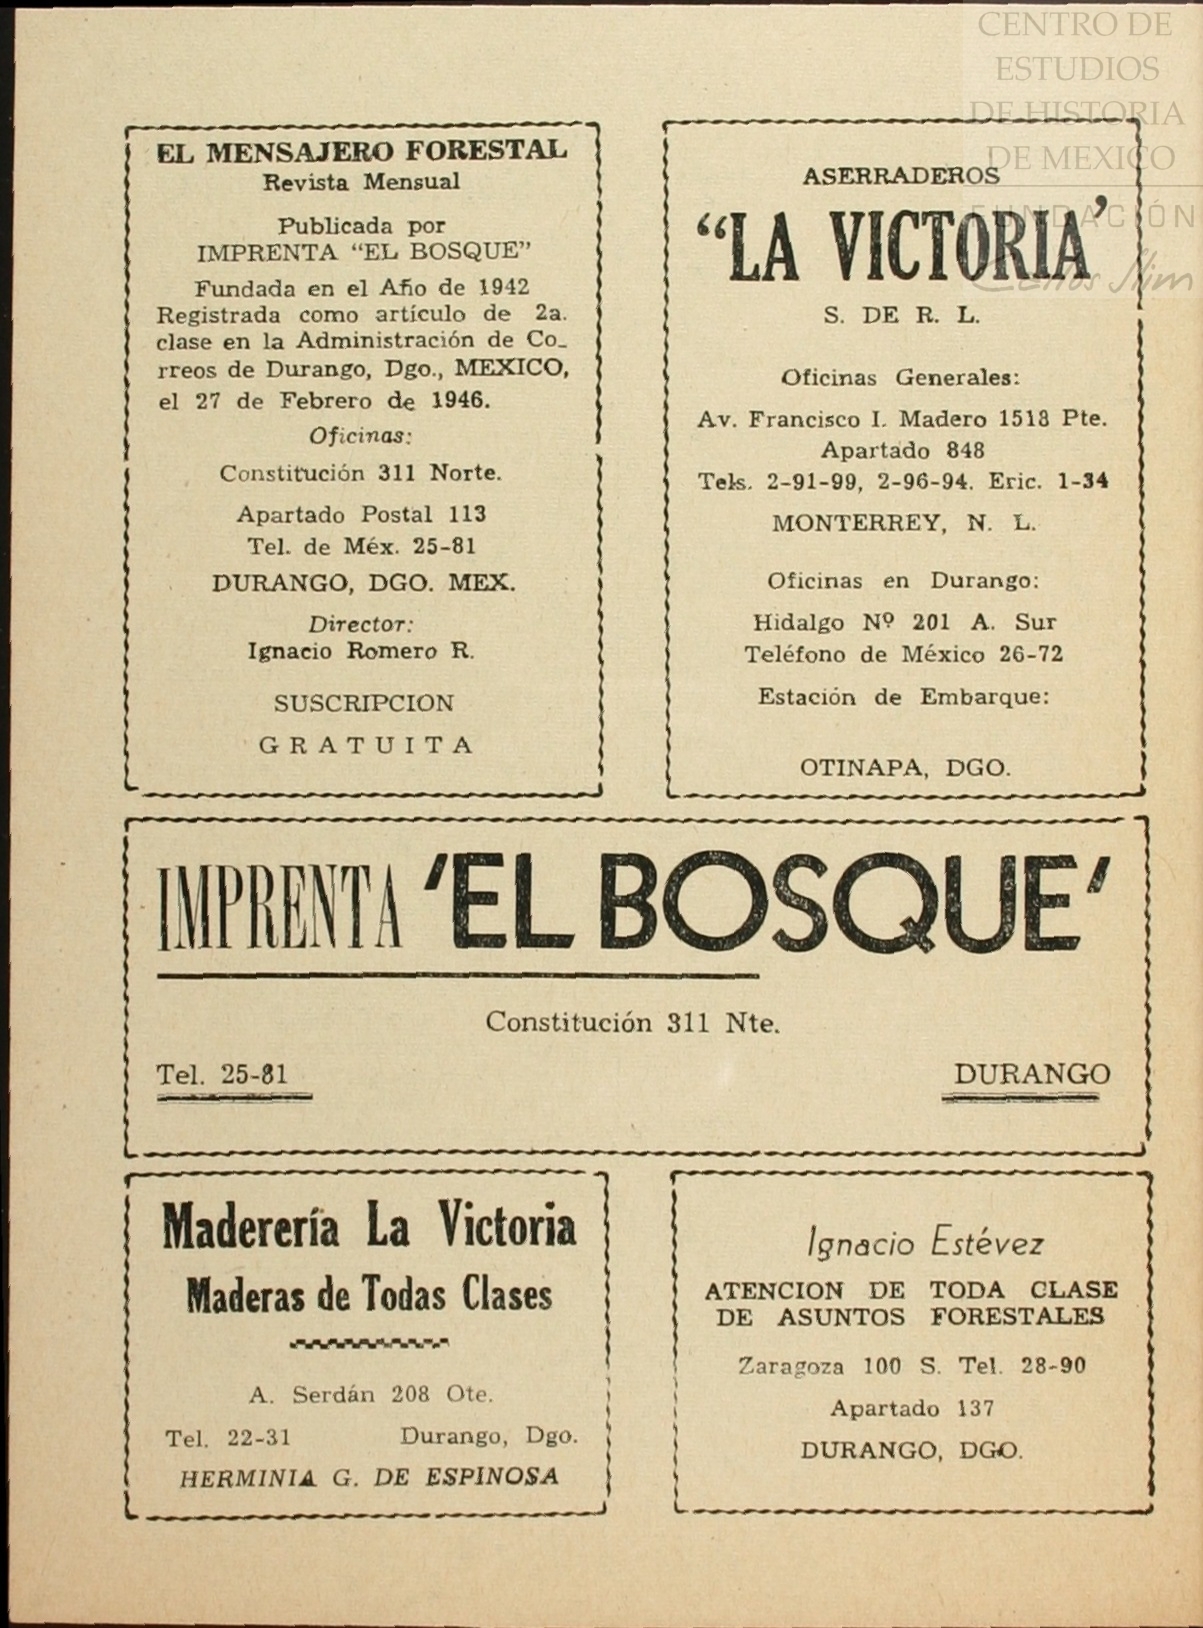 CENTRO DE
ESTUDIOS
DE HISTORIA
DE MEXICO
FUNDACIÓN
Carlos Slim
EL MENSAJERO FORESTAL
Revista Mensual
Publicada por
IMPRENTA “EL BOSQUE”
Fundada en el Año de 1942
Registrada como artículo de 2a.
clase en la Administración de Co_
rreos de Durango, Dgo., MEXICO,
el 27 de Febrero de 1946.
Oficinas:
Constitución 311 Norte.
Apartado Postal 113
Tel. de Méx. 25-81
DURANGO, DGO. MEX.
Director:
Ignacio Romero R.
SUSCRIPCION
GRATUITA
ASERRADEROS
“LA VICTORIA’
S. DE R. L.
Oficinas Generales:
Av. Francisco I. Madero 1518 Pte.
Apartado 848
Tels. 2-91-99, 2-96-94. Eric. 1-34
MONTERREY, N. L.
Oficinas en Durango:
Hidalgo Nº 201 A. Sur
Teléfono de México 26-72
Estación de Embarque:
OTINAPA, DGO.
IMPRENTA 'EL BOSQUE'
Constitución 311 Nte.
Tel. 25-81 DURANGO
Maderería La Victoria
Maderas de Todas Clases
A. Serdán 208 Ote.
Tel. 22-31 Durango, Dgo.
HERMINIA G. DE ESPINOSA
Ignacio Estévez
ATENCION DE TODA CLASE
DE ASUNTOS FORESTALES
Zaragoza 100 S. Tel. 28-90
Apartado 137
DURANGO, DGO.